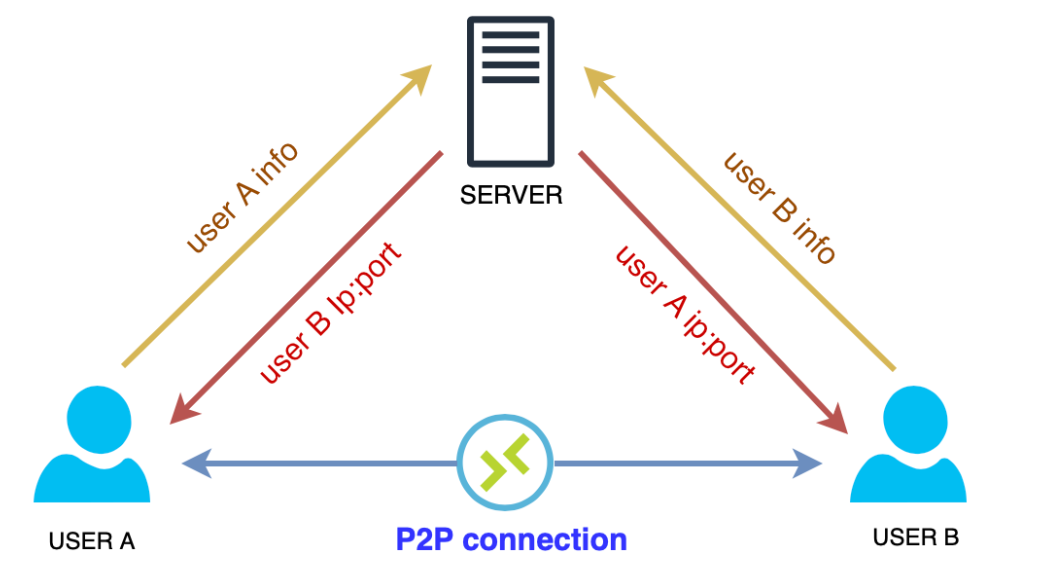 SERVER
user A info
user B info
user B Ip:port
user A ip:port
USER A
P2P connection
USER B